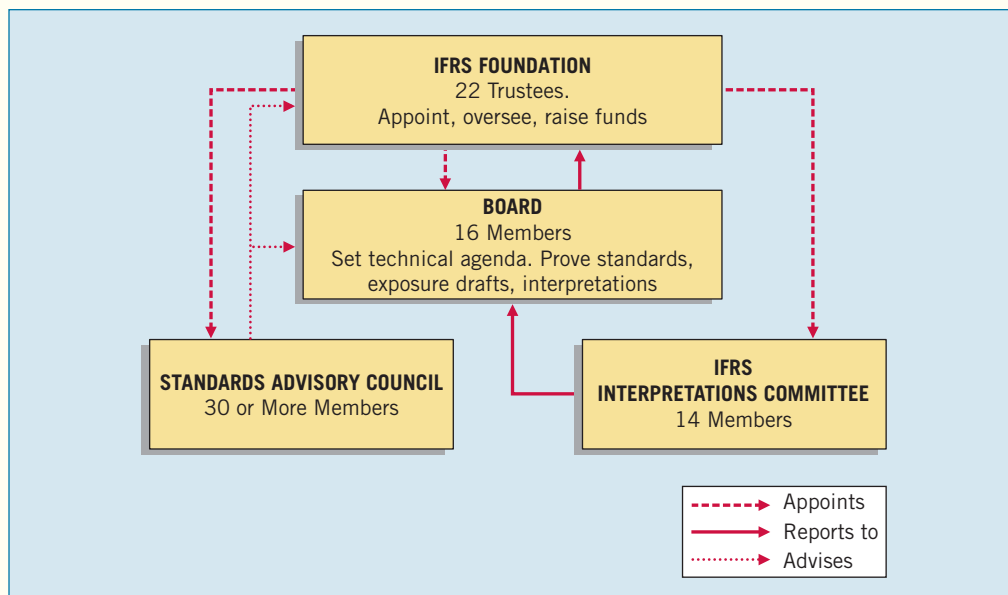 IFRS FOUNDATION
22 Trustees.
Appoint, oversee, raise funds
BOARD
16 Members
Set technical agenda. Prove standards,
exposure drafts, interpretations
STANDARDS ADVISORY COUNCIL
30 or More Members
IFRS
INTERPRETATIONS COMMITTEE
14 Members
Appoints
Reports to
Advises